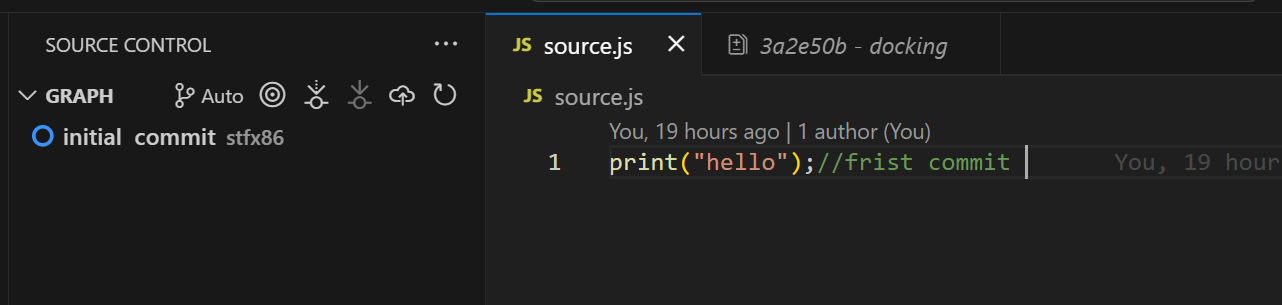 SOURCE CONTROL
GRAPH Auto
initial commit stfx86
JS source.js
3a2e50b - docking
JS source.js
You, 19 hours ago | 1 author (You)
1 print("hello");//frist commit You, 19 hour